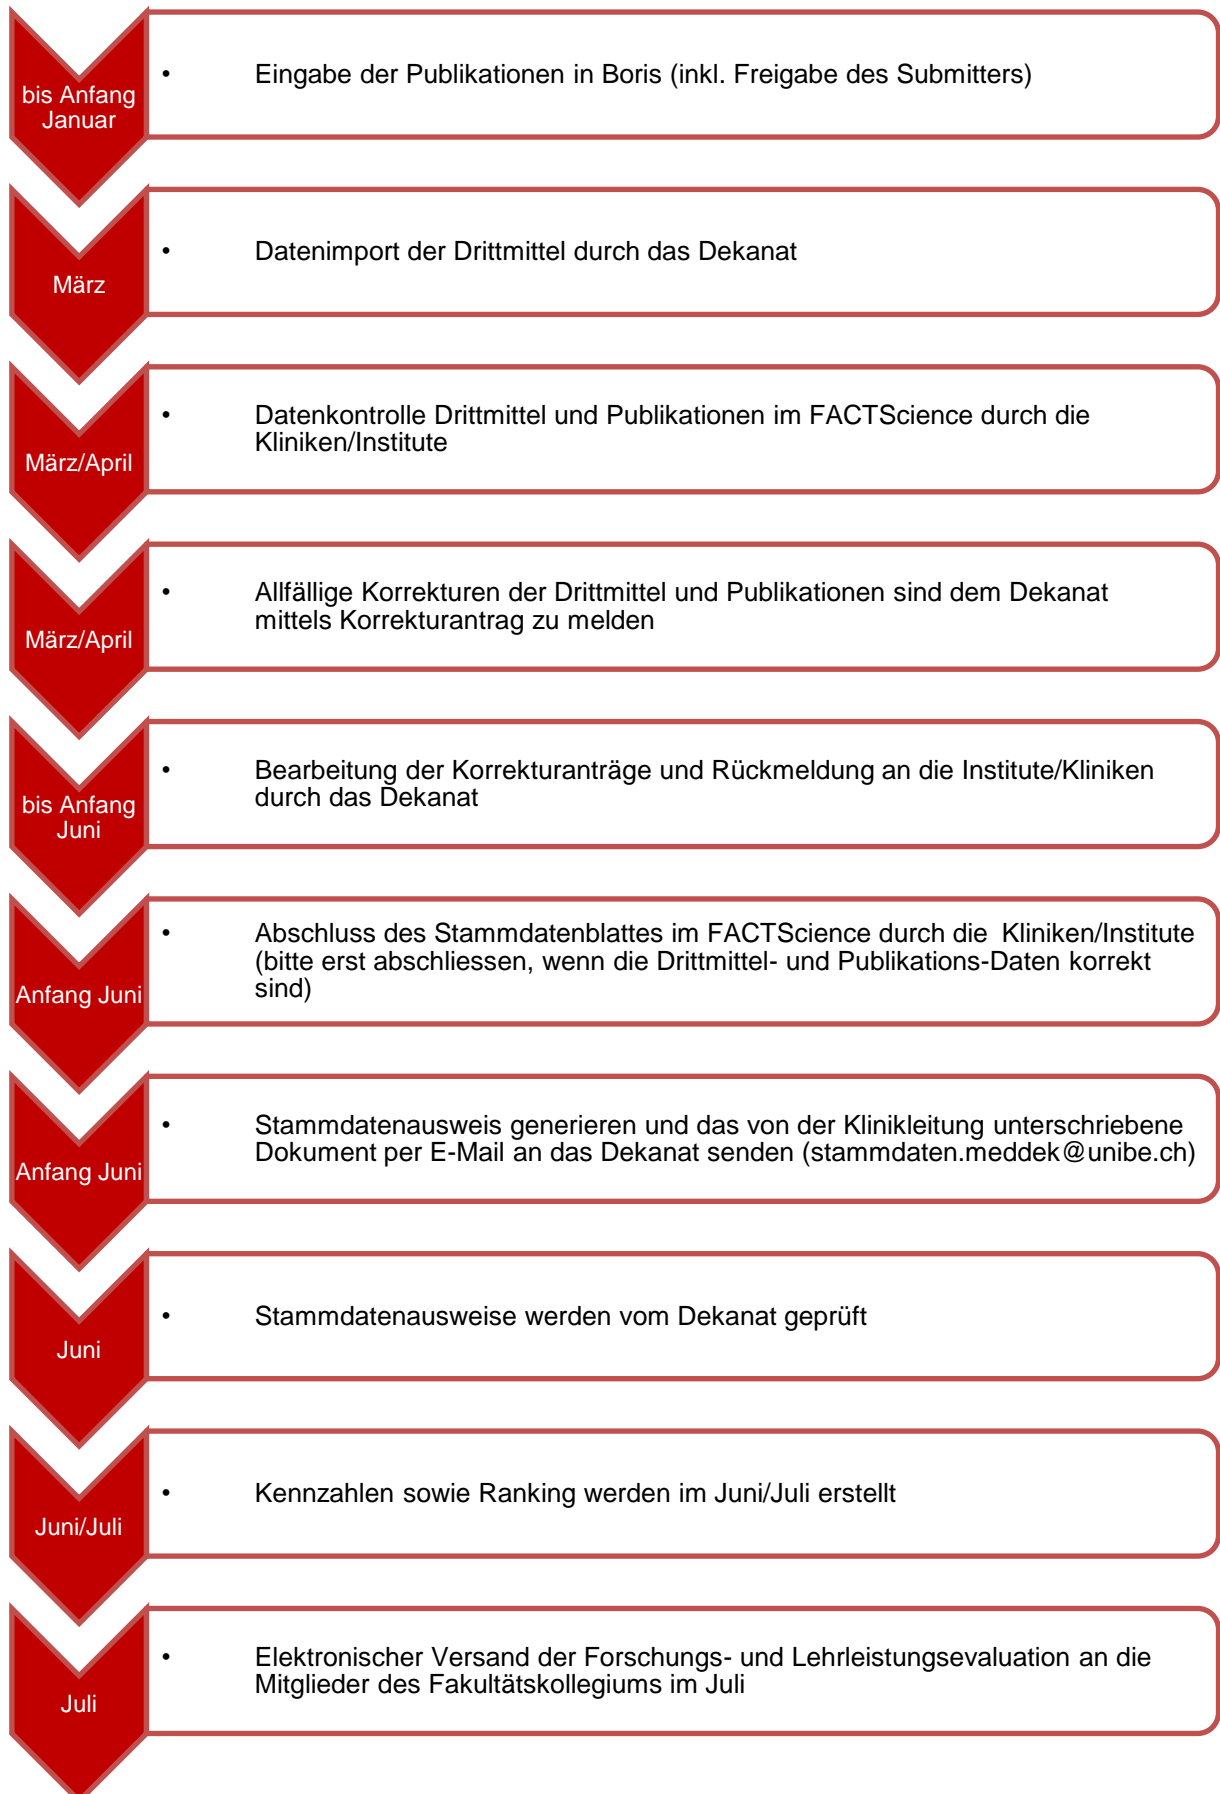 bis Anfang
Januar
• Eingabe der Publikationen in Boris (inkl. Freigabe des Submitters)
März
• Datenimport der Drittmittel durch das Dekanat
März/April
• Datenkontrolle Drittmittel und Publikationen im FACTScience durch die
Kliniken/Institute
März/April
• Allfällige Korrekturen der Drittmittel und Publikationen sind dem Dekanat
mittels Korrekturantrag zu melden
bis Anfang
Juni
• Bearbeitung der Korrekturanträge und Rückmeldung an die Institute/Kliniken
durch das Dekanat
Anfang Juni
• Abschluss des Stammdatenblattes im FACTScience durch die Kliniken/Institute
(bitte erst abschliessen, wenn die Drittmittel- und Publikations-Daten korrekt
sind)
Anfang Juni
• Stammdatenausweis generieren und das von der Klinikleitung unterschriebene
Dokument per E-Mail an das Dekanat senden (stammdaten.meddek@unibe.ch)
Juni
• Stammdatenausweise werden vom Dekanat geprüft
Juni/Juli
• Kennzahlen sowie Ranking werden im Juni/Juli erstellt
Juli
• Elektronischer Versand der Forschungs- und Lehrleistungsevaluation an die
Mitglieder des Fakultätskollegiums im Juli